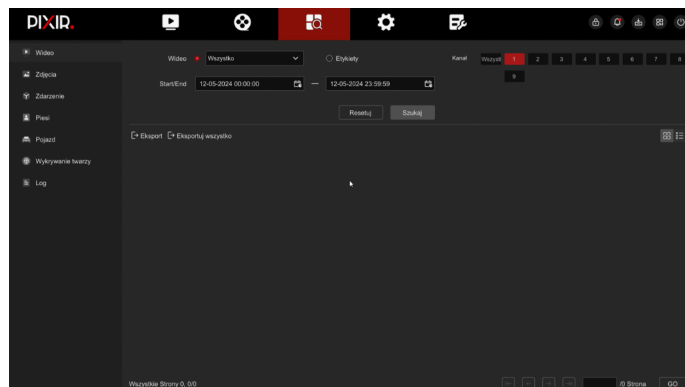 PIXIR.
Wideo
Zdjęcia
Zdarzenie
Piesi
Pojazd
Wykrywanie twarzy
Log
Wideo Wszystko Etykiety Kanał Wszyst 1 2 3 4 5 6 7 8
9
Start/End 12-05-2024 00:00:00 — 12-05-2024 23:59:59
Resetuj Szukaj
Eksport Eksportuj wszystko
Wszystkie Strony 0, 0/0 /0 Strona GO